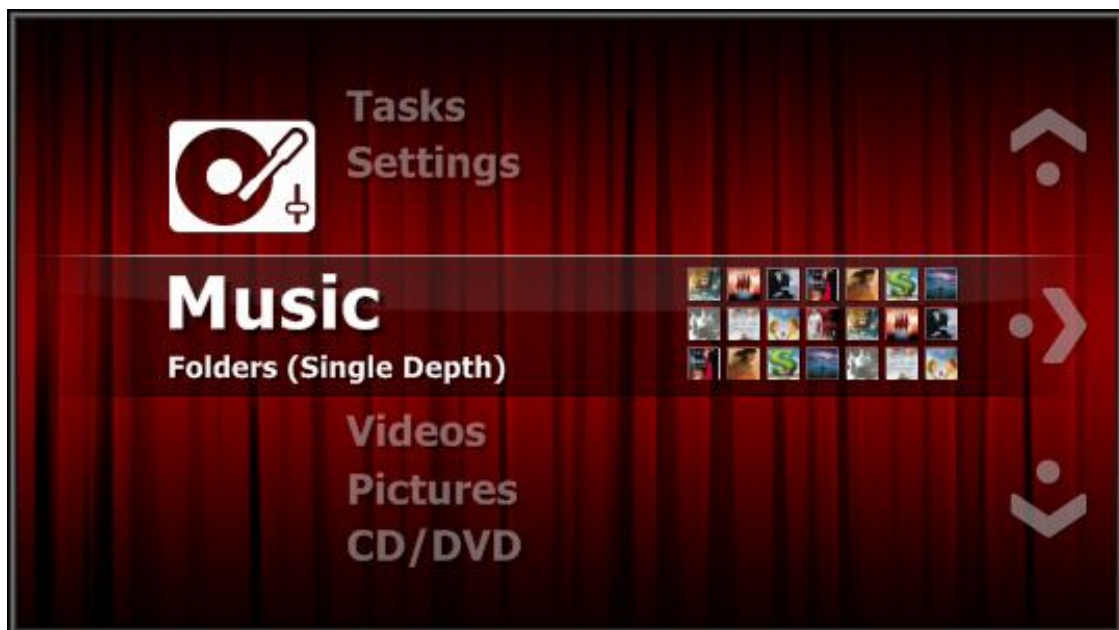 Tasks
Settings
Music
Folders (Single Depth)
Videos
Pictures
CD/DVD